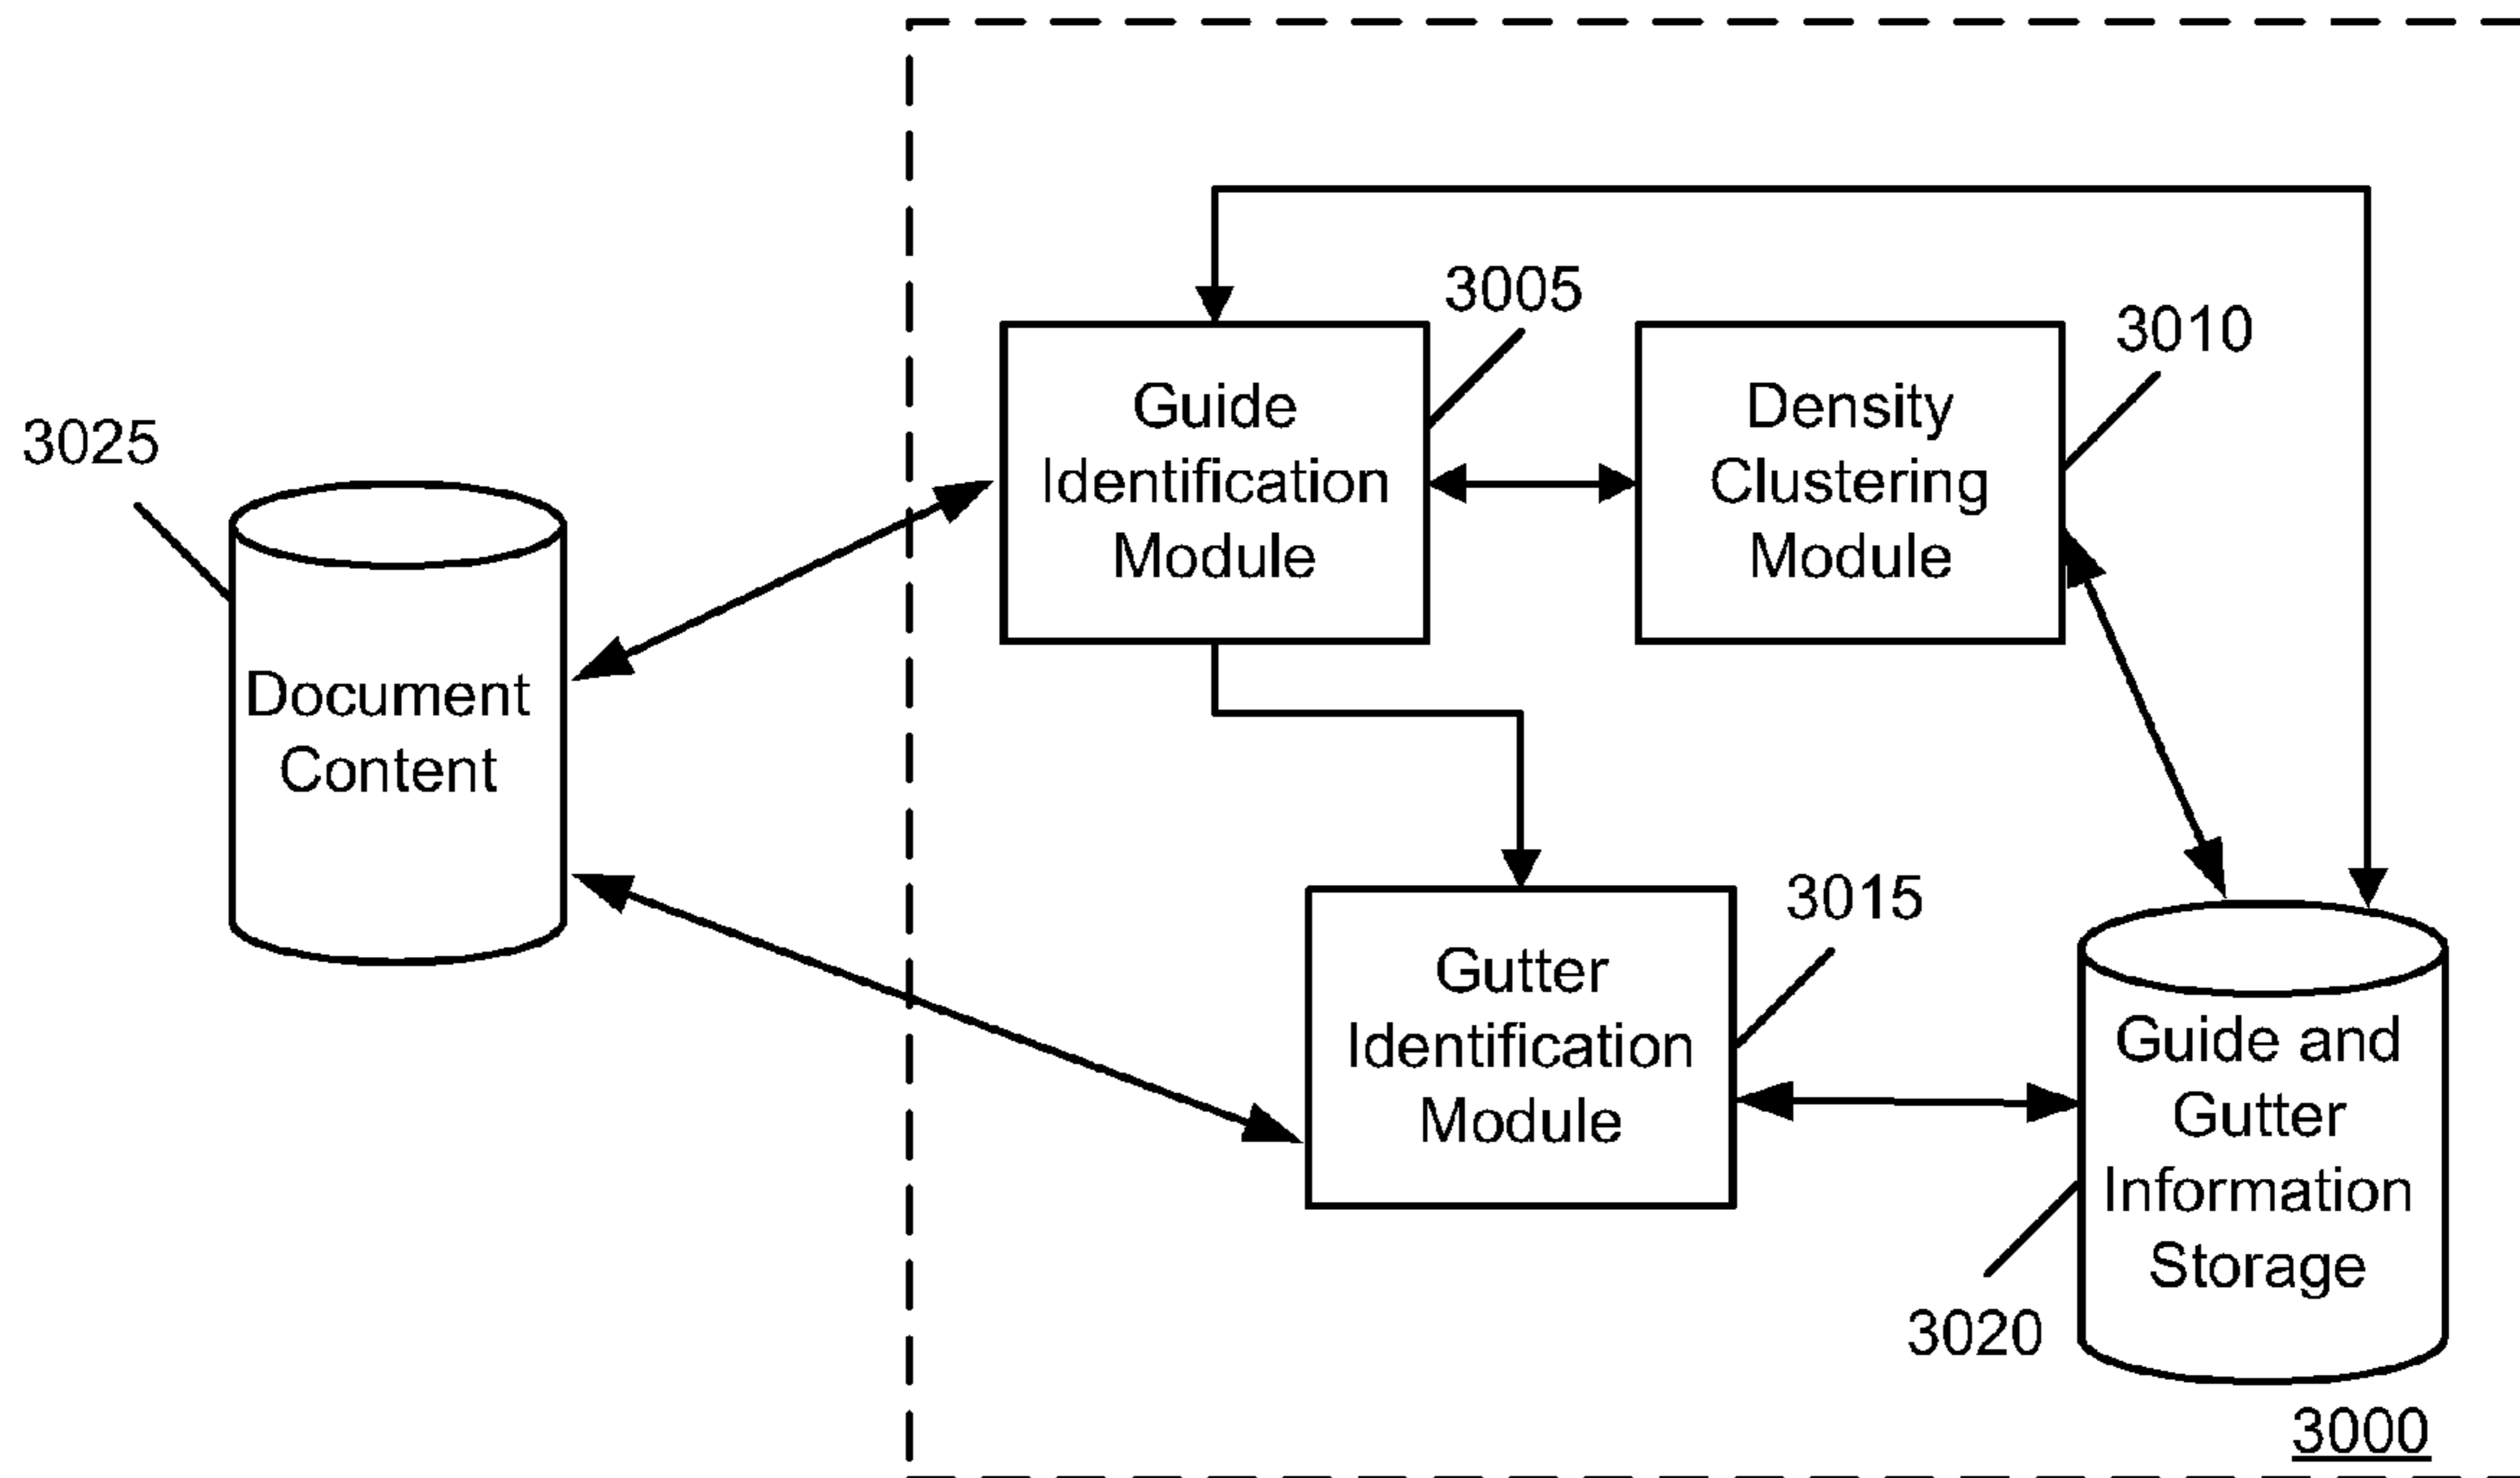 3005
3010
3025
Guide
Identification
Module
Density
Clustering
Module
Document
Content
3015
Gutter
Identification
Module
Guide and
Gutter
Information
Storage
3020
3000